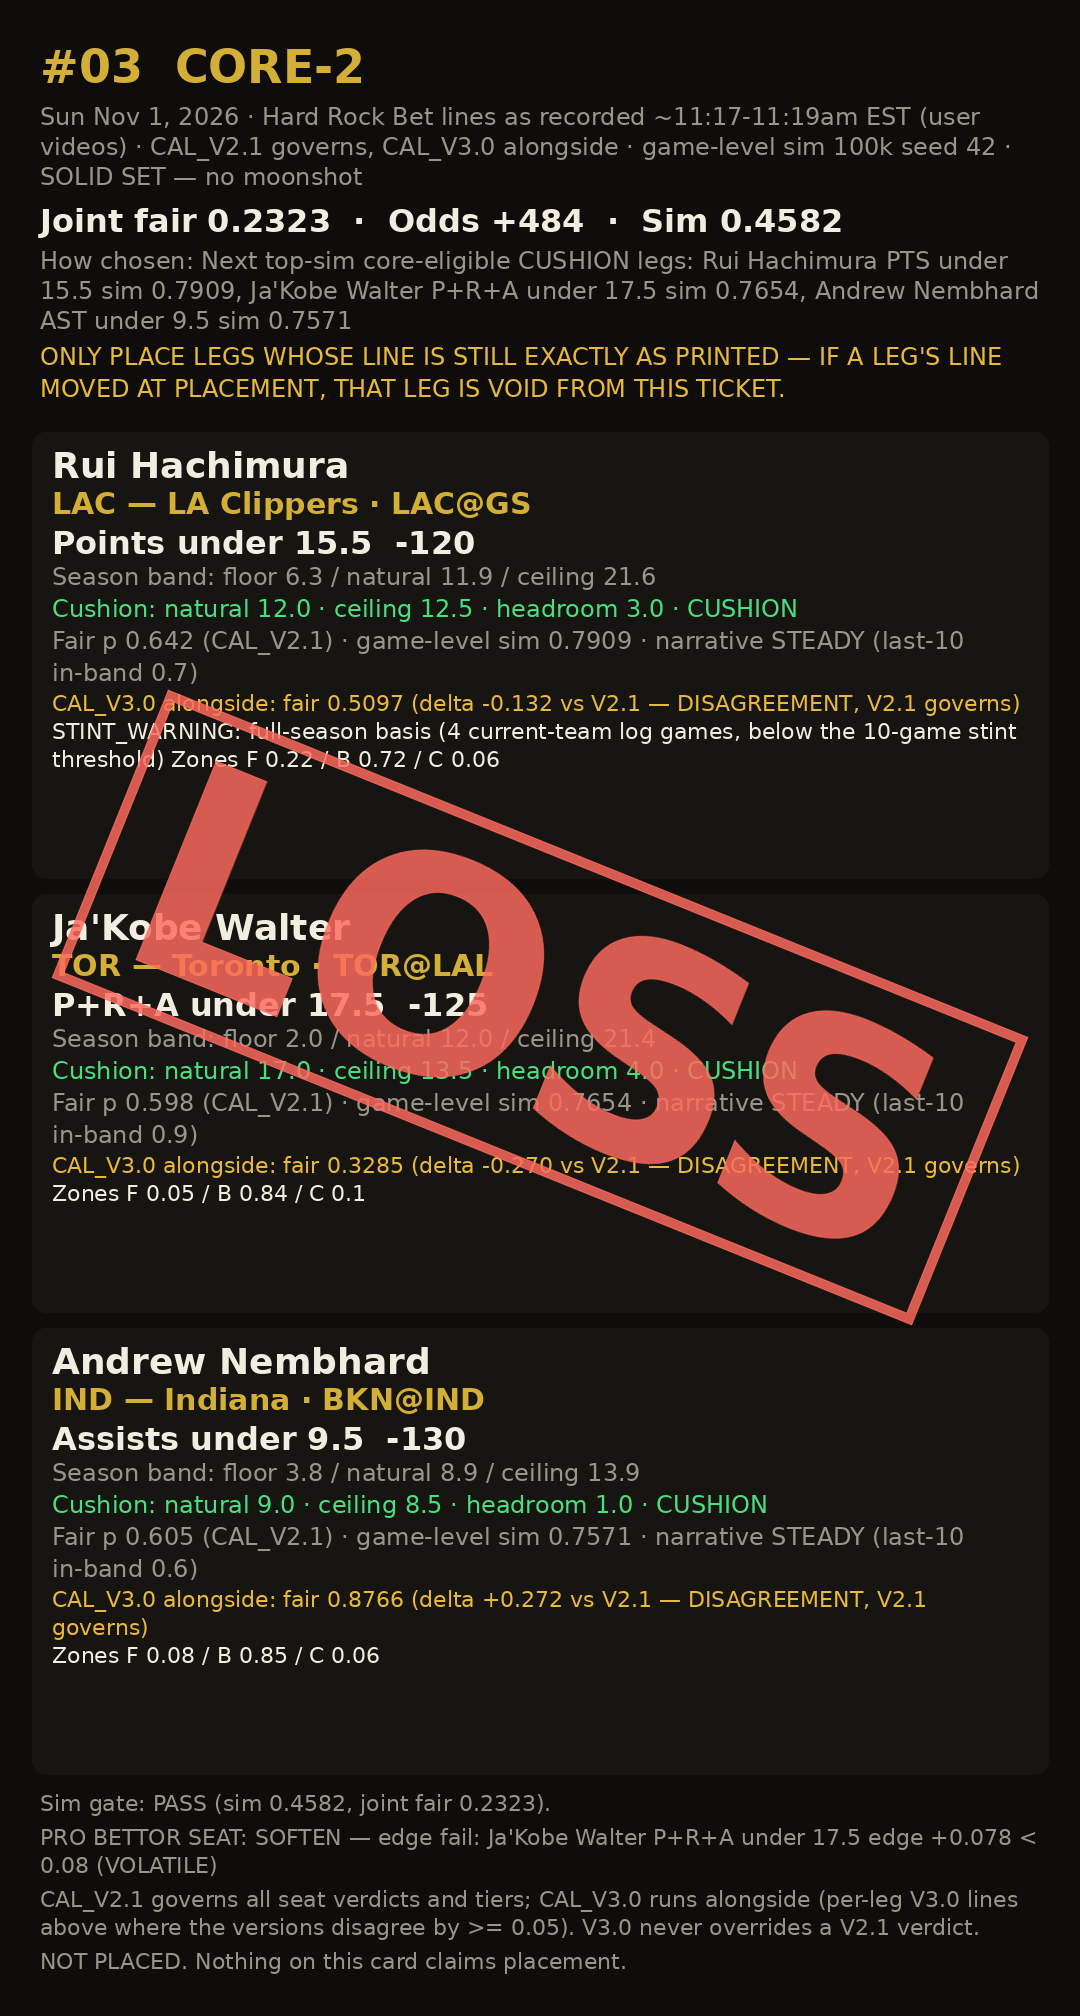 #03 CORE-2
Sun Nov 1, 2026 · Hard Rock Bet lines as recorded ~11:17-11:19am EST (user
videos) · CAL_V2.1 governs, CAL_V3.0 alongside · game-level sim 100k seed 42 ·
SOLID SET — no moonshot
Joint fair 0.2323 · Odds +484 · Sim 0.4582
How chosen: Next top-sim core-eligible CUSHION legs: Rui Hachimura PTS under
15.5 sim 0.7909, Ja'Kobe Walter P+R+A under 17.5 sim 0.7654, Andrew Nembhard
AST under 9.5 sim 0.7571
ONLY PLACE LEGS WHOSE LINE IS STILL EXACTLY AS PRINTED — IF A LEG'S LINE
MOVED AT PLACEMENT, THAT LEG IS VOID FROM THIS TICKET.
Rui Hachimura
LAC — LA Clippers · LAC@GS
Points under 15.5 -120
Season band: floor 6.3 / natural 11.9 / ceiling 21.6
Cushion: natural 12.0 · ceiling 12.5 · headroom 3.0 · CUSHION
Fair p 0.642 (CAL_V2.1) · game-level sim 0.7909 · narrative STEADY (last-10
in-band 0.7)
CAL_V3.0 alongside: fair 0.5097 (delta -0.132 vs V2.1 — DISAGREEMENT, V2.1 governs)
STINT_WARNING: full-season basis (4 current-team log games, below the 10-game stint
threshold) Zones F 0.22 / B 0.72 / C 0.06
LOSS
Ja'Kobe Walter
TOR — Toronto · TOR@LAL
P+R+A under 17.5 -125
Season band: floor 2.0 / natural 12.0 / ceiling 21.4
Cushion: natural 17.0 · ceiling 13.5 · headroom 4.0 · CUSHION
Fair p 0.598 (CAL_V2.1) · game-level sim 0.7654 · narrative STEADY (last-10
in-band 0.9)
CAL_V3.0 alongside: fair 0.3285 (delta -0.270 vs V2.1 — DISAGREEMENT, V2.1 governs)
Zones F 0.05 / B 0.84 / C 0.1
Andrew Nembhard
IND — Indiana · BKN@IND
Assists under 9.5 -130
Season band: floor 3.8 / natural 8.9 / ceiling 13.9
Cushion: natural 9.0 · ceiling 8.5 · headroom 1.0 · CUSHION
Fair p 0.605 (CAL_V2.1) · game-level sim 0.7571 · narrative STEADY (last-10
in-band 0.6)
CAL_V3.0 alongside: fair 0.8766 (delta +0.272 vs V2.1 — DISAGREEMENT, V2.1
governs)
Zones F 0.08 / B 0.85 / C 0.06
Sim gate: PASS (sim 0.4582, joint fair 0.2323).
PRO BETTOR SEAT: SOFTEN — edge fail: Ja'Kobe Walter P+R+A under 17.5 edge +0.078 <
0.08 (VOLATILE)
CAL_V2.1 governs all seat verdicts and tiers; CAL_V3.0 runs alongside (per-leg V3.0 lines
above where the versions disagree by >= 0.05). V3.0 never overrides a V2.1 verdict.
NOT PLACED. Nothing on this card claims placement.